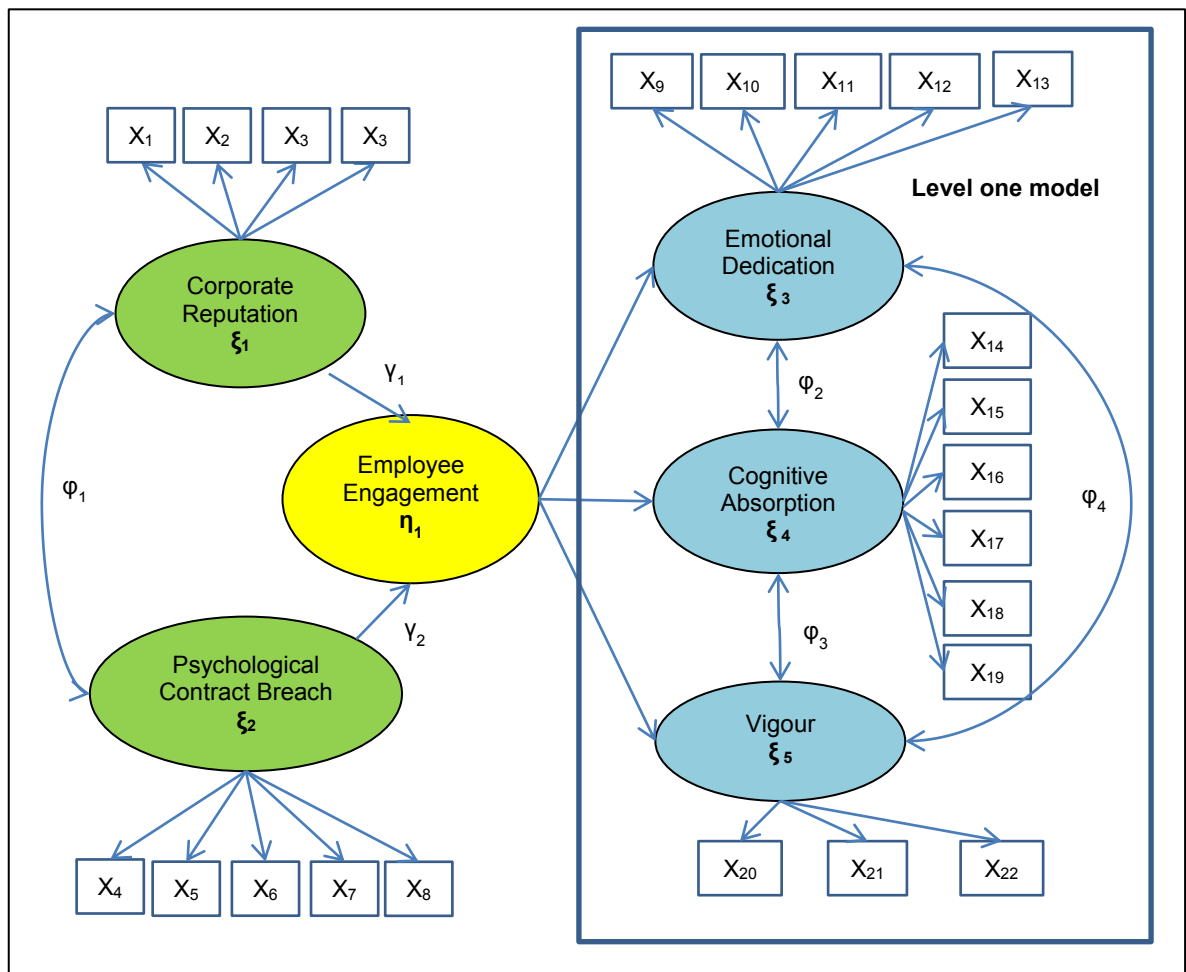 X₉
X₁₀
X₁₁
X₁₂
X₁₃
X₁
X₂
X₃
X₃
Level one model
Corporate
Reputation
ξ₁
Emotional
Dedication
ξ₃
γ₁
φ₂
X₁₄
X₁₅
X₁₆
X₁₇
X₁₈
X₁₉
φ₁
Employee
Engagement
η₁
Cognitive
Absorption
ξ₄
φ₄
γ₂
φ₃
Psychological
Contract Breach
ξ₂
Vigour
ξ₅
X₄
X₅
X₆
X₇
X₈
X₂₀
X₂₁
X₂₂